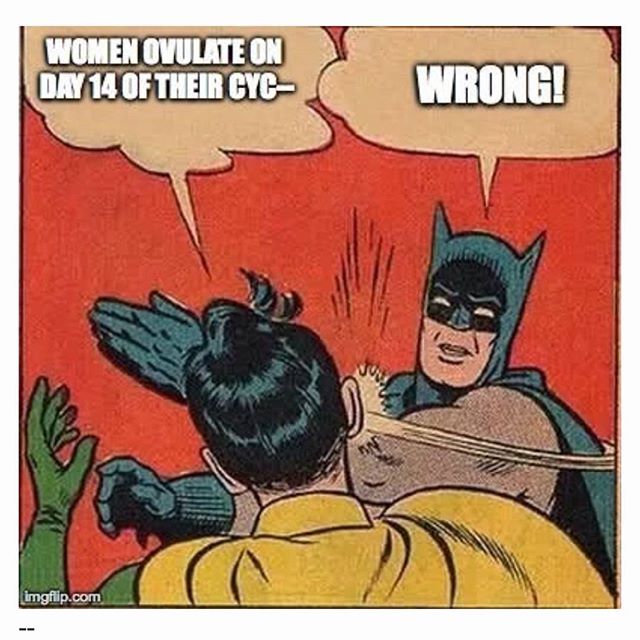 WOMEN OVULATE ON
DAY 14 OF THEIR CYC--
WRONG!
imgflip.com
--